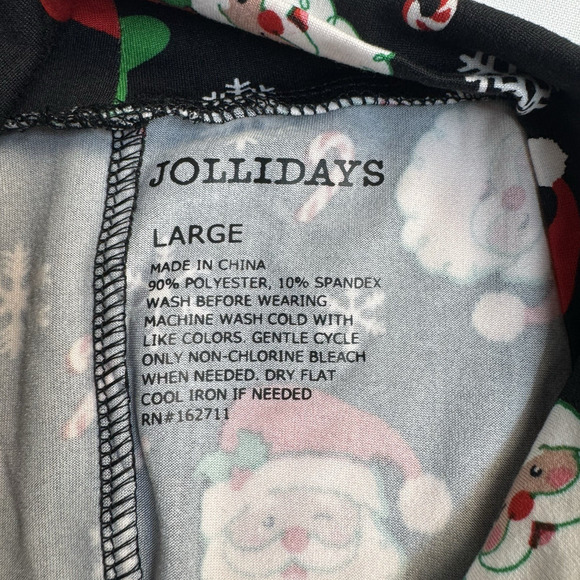 JOLLIDAYS
LARGE
MADE IN CHINA
90% POLYESTER, 10% SPANDEX
WASH BEFORE WEARING
MACHINE WASH COLD WITH
LIKE COLORS. GENTLE CYCLE
ONLY NON-CHLORINE BLEACH
WHEN NEEDED. DRY FLAT
COOL IRON IF NEEDED
RN#162711